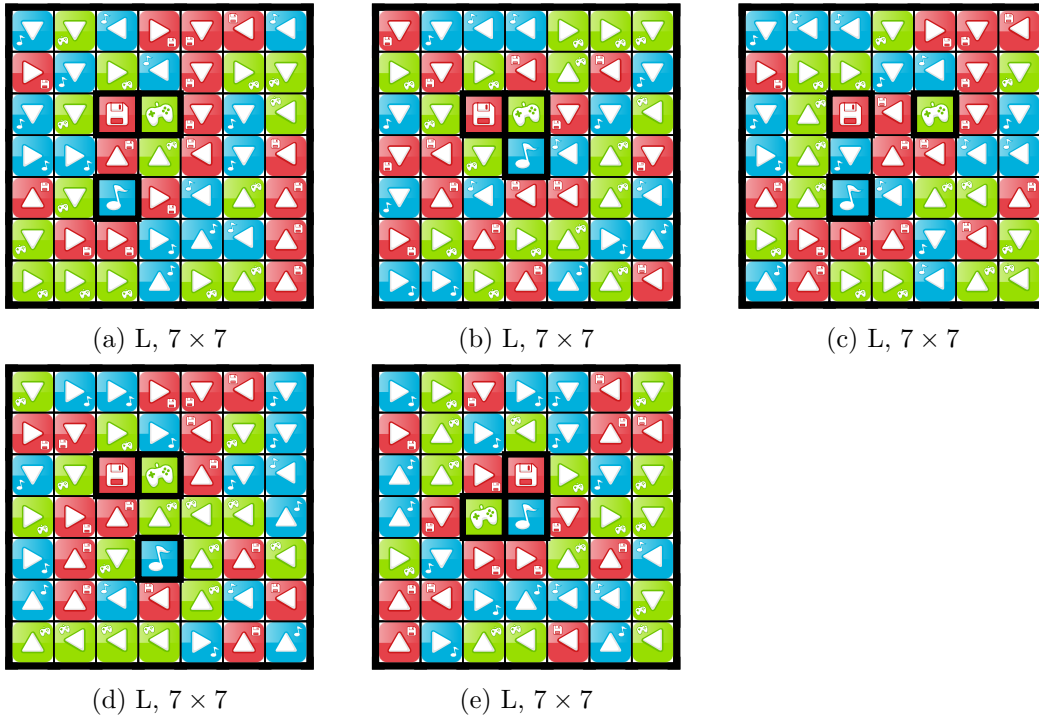 (a) L, 7 × 7
(b) L, 7 × 7
(c) L, 7 × 7
(d) L, 7 × 7
(e) L, 7 × 7